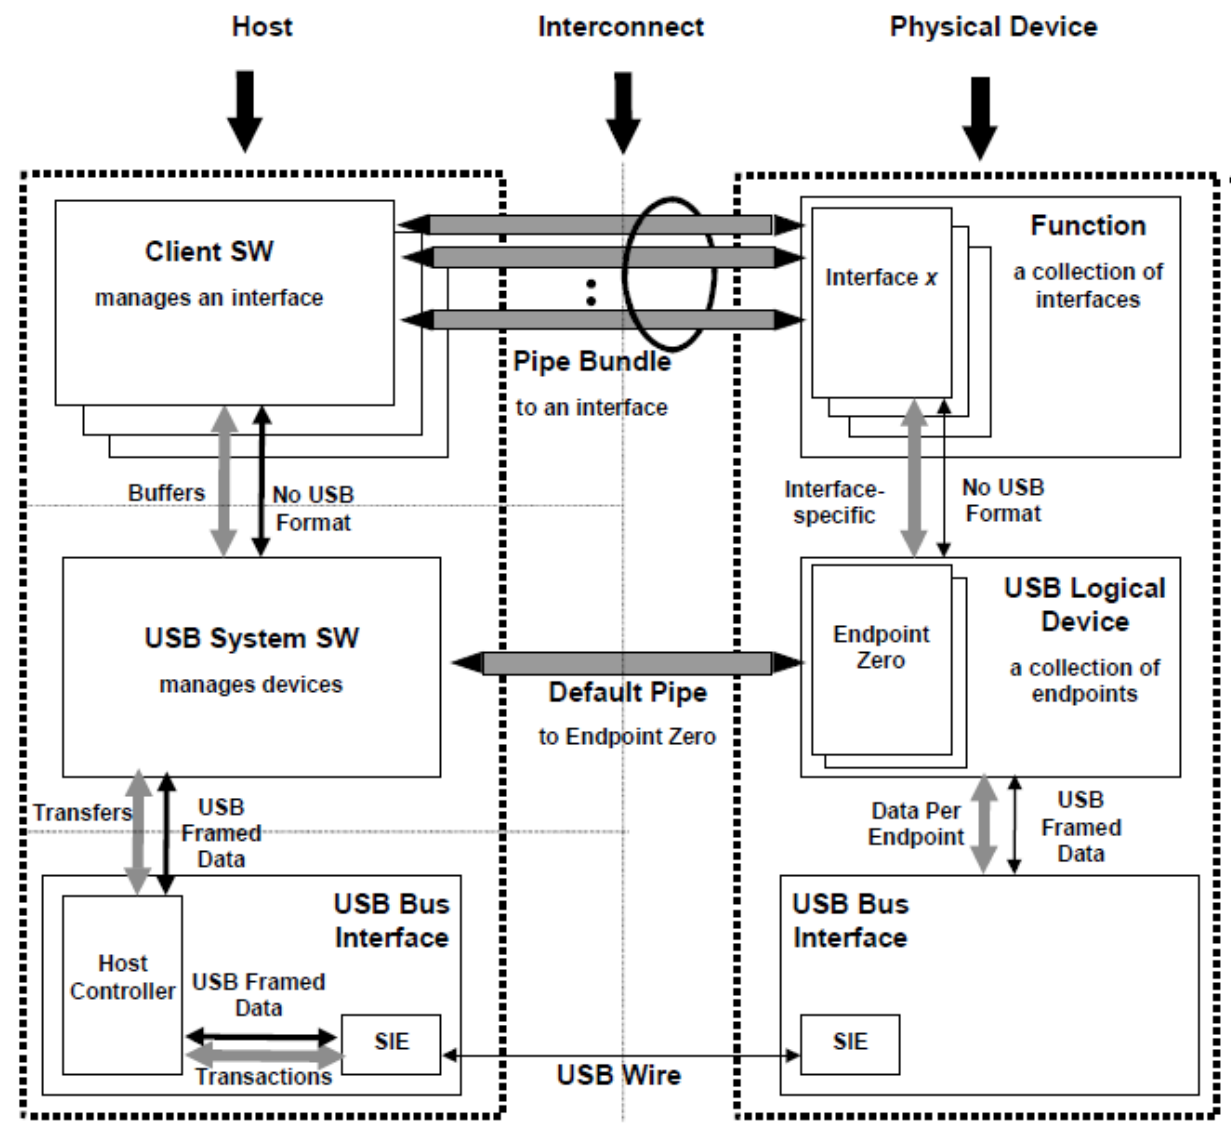 Host
Interconnect
Physical Device
Client SW
manages an interface
Interface x
Function
a collection of
interfaces
Pipe Bundle
to an interface
Buffers
No USB
Format
Interface-
specific
No USB
Format
USB System SW
manages devices
Endpoint
Zero
USB Logical
Device
a collection of
endpoints
Default Pipe
to Endpoint Zero
Transfers
USB
Framed
Data
Data Per
Endpoint
USB
Framed
Data
Host
Controller
USB Bus
Interface
USB Framed
Data
Transactions
SIE
USB Wire
USB Bus
Interface
SIE